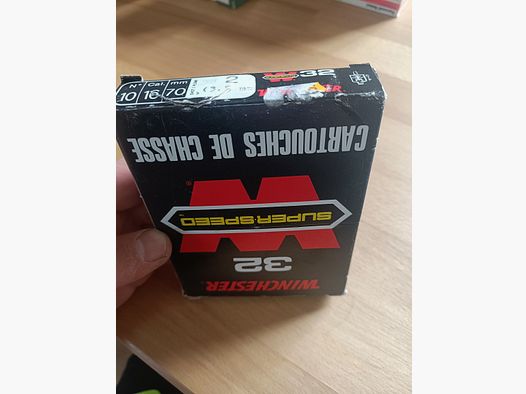 N° Cal. mm
10 16 70
2
32
WINCHESTER
32
SUPER-SPEED
CARTOUCHES DE CHASSE